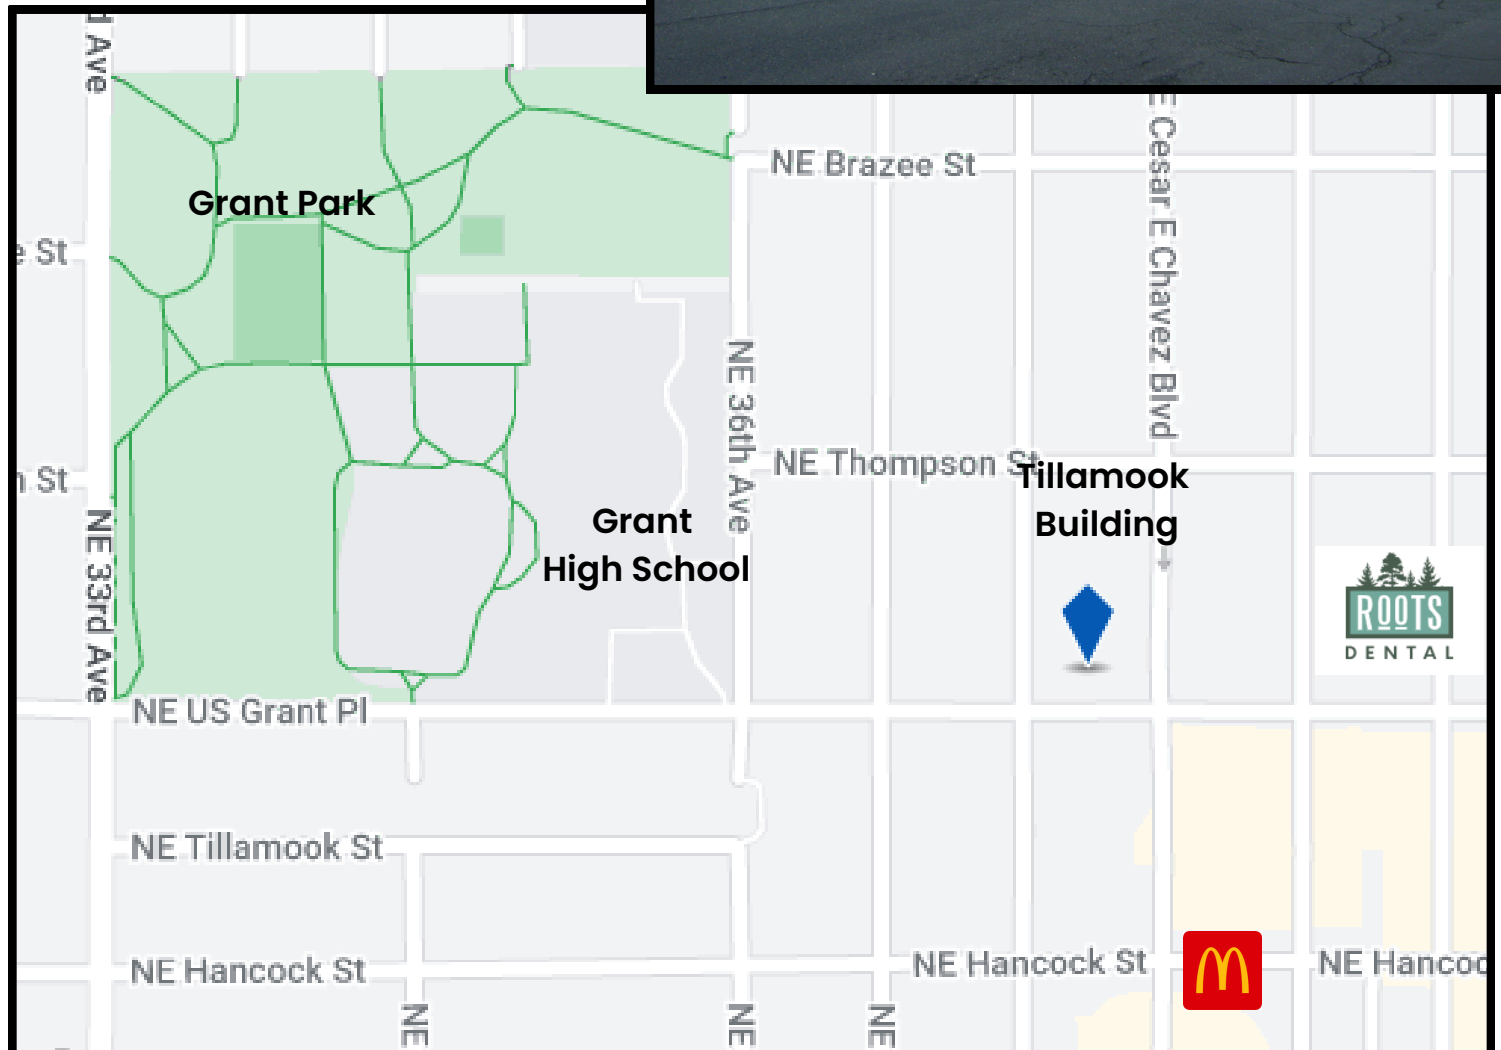 Ave
E Cesar E Chavez Blvd
NE Brazee St
Grant Park
St
NE 36th Ave
NE Thompson St
Tillamook
Building
St
NE 33rd Ave
Grant
High School
ROOTS
DENTAL
NE US Grant Pl
NE Tillamook St
NE Hancock St
NE Hancock St
NE Hancoc
NE
NE
NE